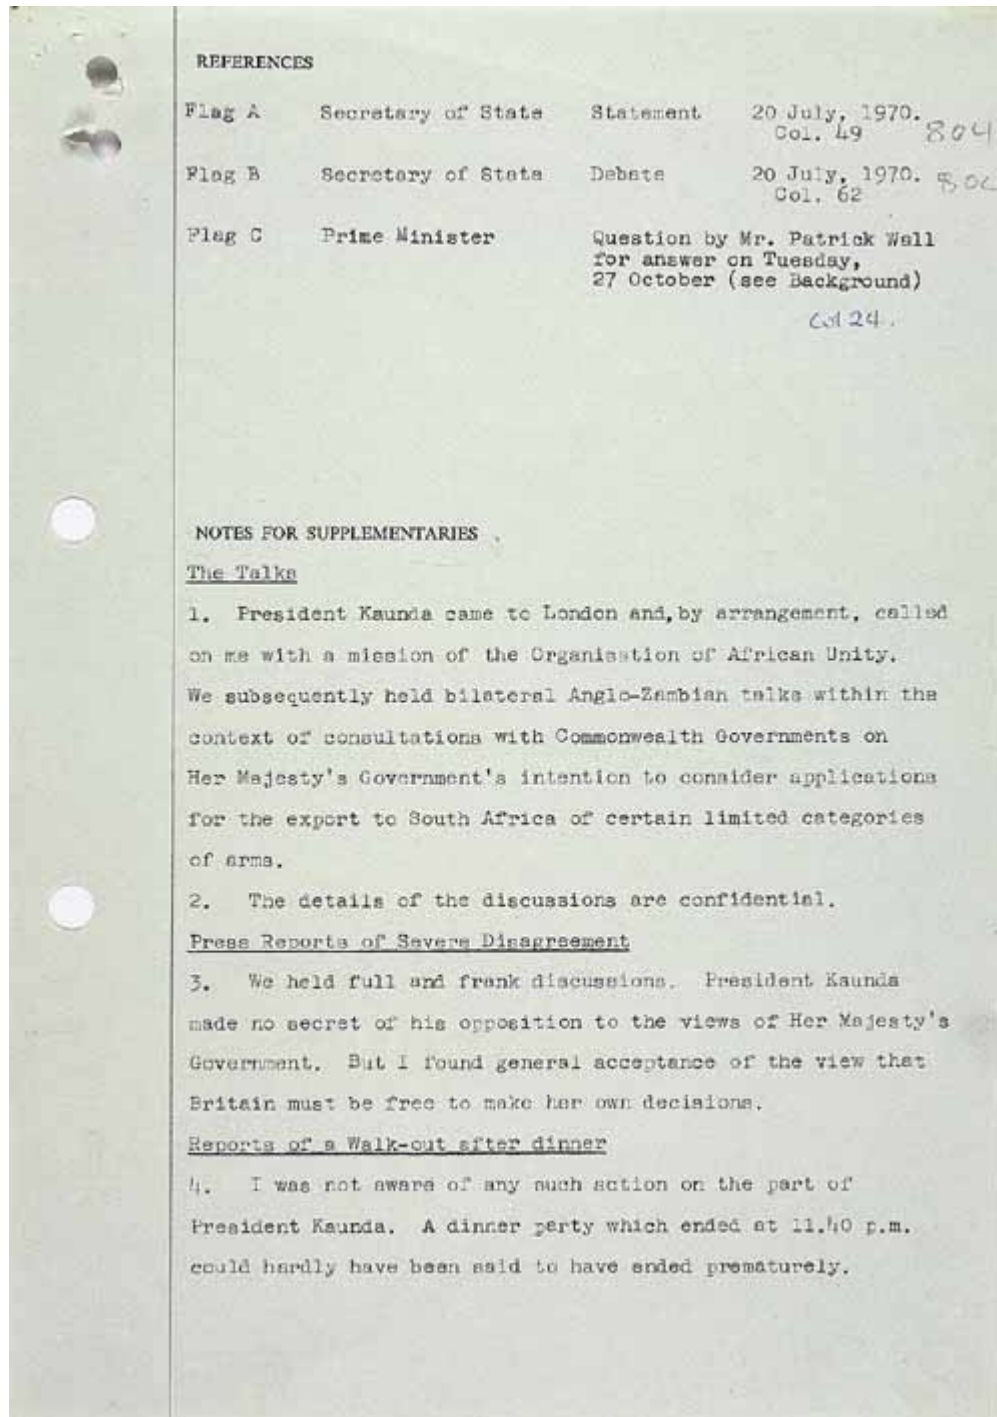 REFERENCES
Flag A Secretary of State Statement 20 July, 1970.
Col. 49 804
Flag B Secretary of State Debate 20 July, 1970.
Col. 62
Flag C Prime Minister Question by Mr. Patrick Wall
for answer on Tuesday,
27 October (see Background)
Col 24.
NOTES FOR SUPPLEMENTARIES
The Talks
1. President Kaunda came to London and, by arrangement, called
on me with a mission of the Organisation of African Unity.
We subsequently held bilateral Anglo-Zambian talks within the
context of consultations with Commonwealth Governments on
Her Majesty's Government's intention to consider applications
for the export to South Africa of certain limited categories
of arms.
2. The details of the discussions are confidential.
Press Reports of Severe Disagreement
3. We held full and frank discussions. President Kaunda
made no secret of his opposition to the views of Her Majesty's
Government. But I found general acceptance of the view that
Britain must be free to make her own decisions.
Reports of a Walk-out after dinner
4. I was not aware of any such action on the part of
President Kaunda. A dinner party which ended at 11.40 p.m.
could hardly have been said to have ended prematurely.